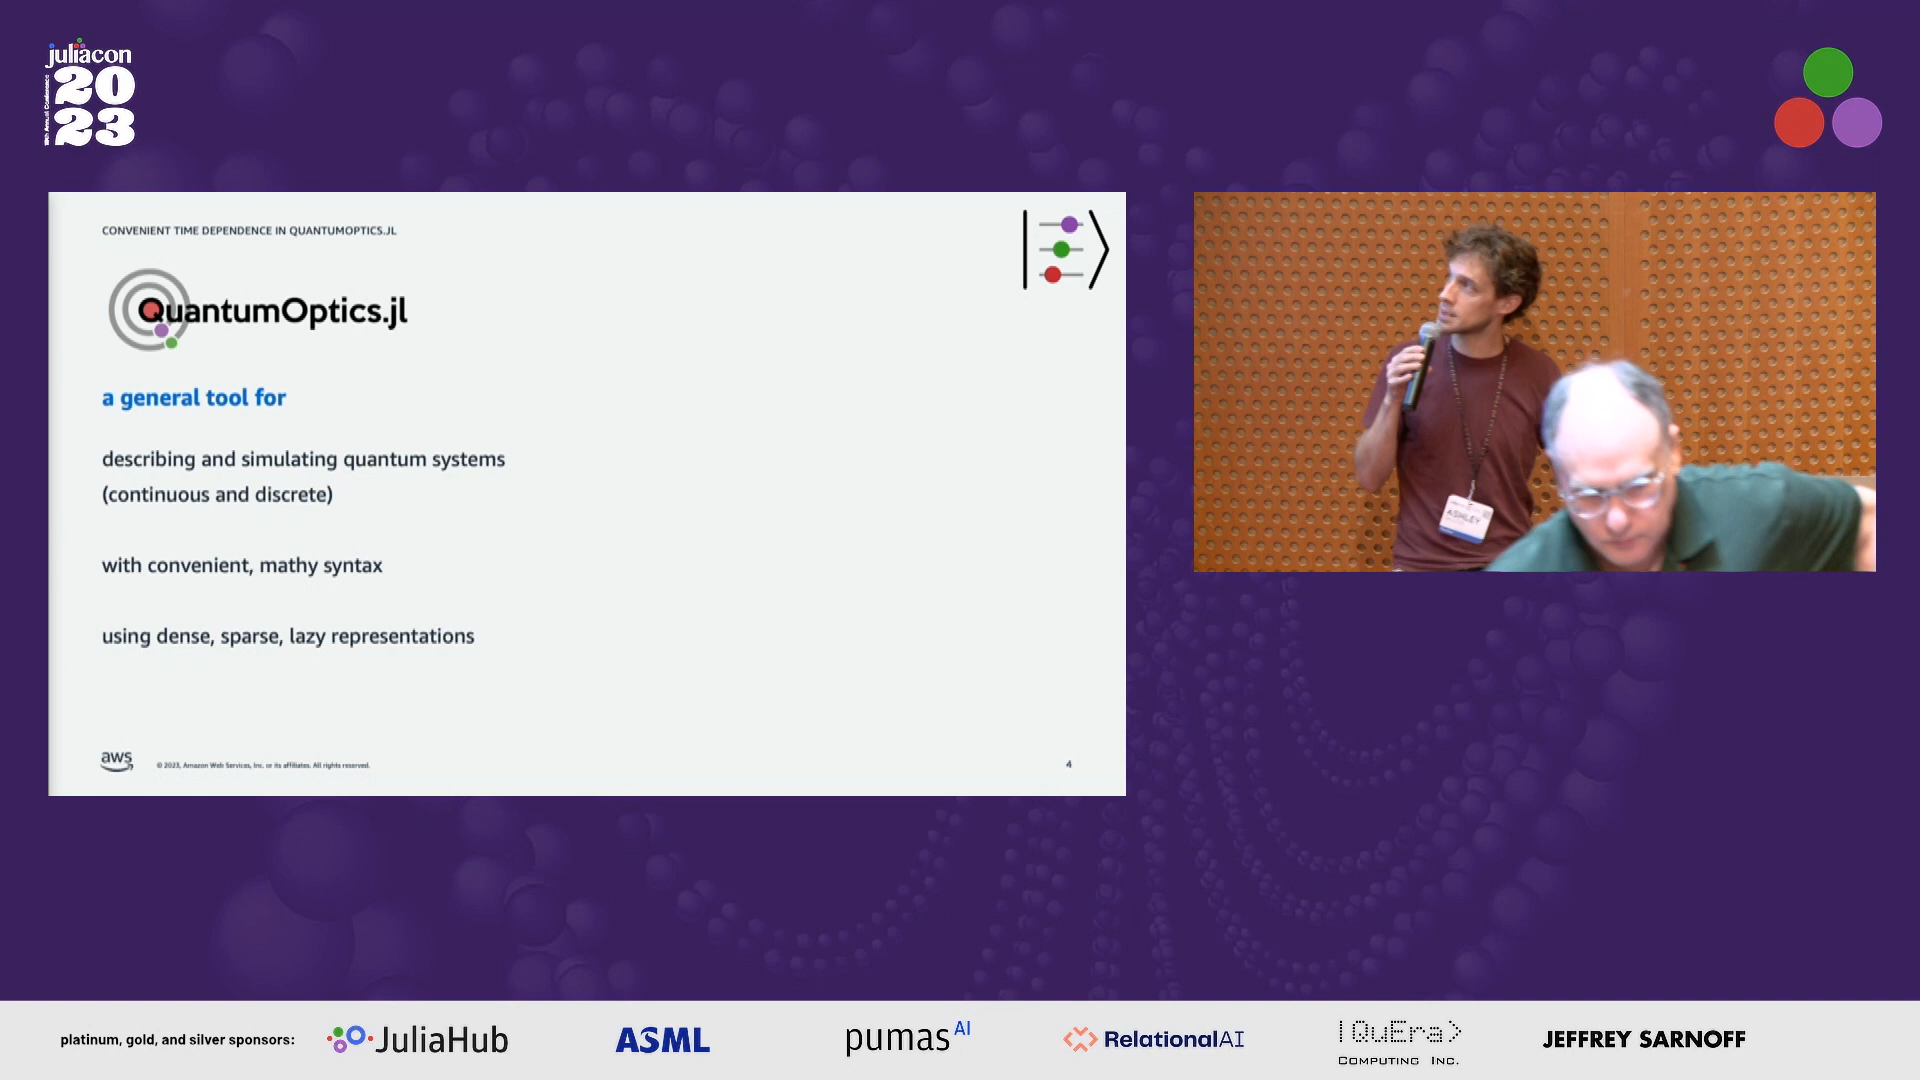 juliacon
20
23
CONVENIENT TIME DEPENDENCE IN QUANTUMOPTICS.JL
QuantumOptics.jl
a general tool for
describing and simulating quantum systems
(continuous and discrete)
with convenient, mathy syntax
using dense, sparse, lazy representations
aws
© 2023, Amazon Web Services, Inc. or its affiliates. All rights reserved.
4
ASHLEY
platinum, gold, and silver sponsors:
JuliaHub
ASML
pumas AI
RelationalAI
|QuEra>
COMPUTING INC.
JEFFREY SARNOFF